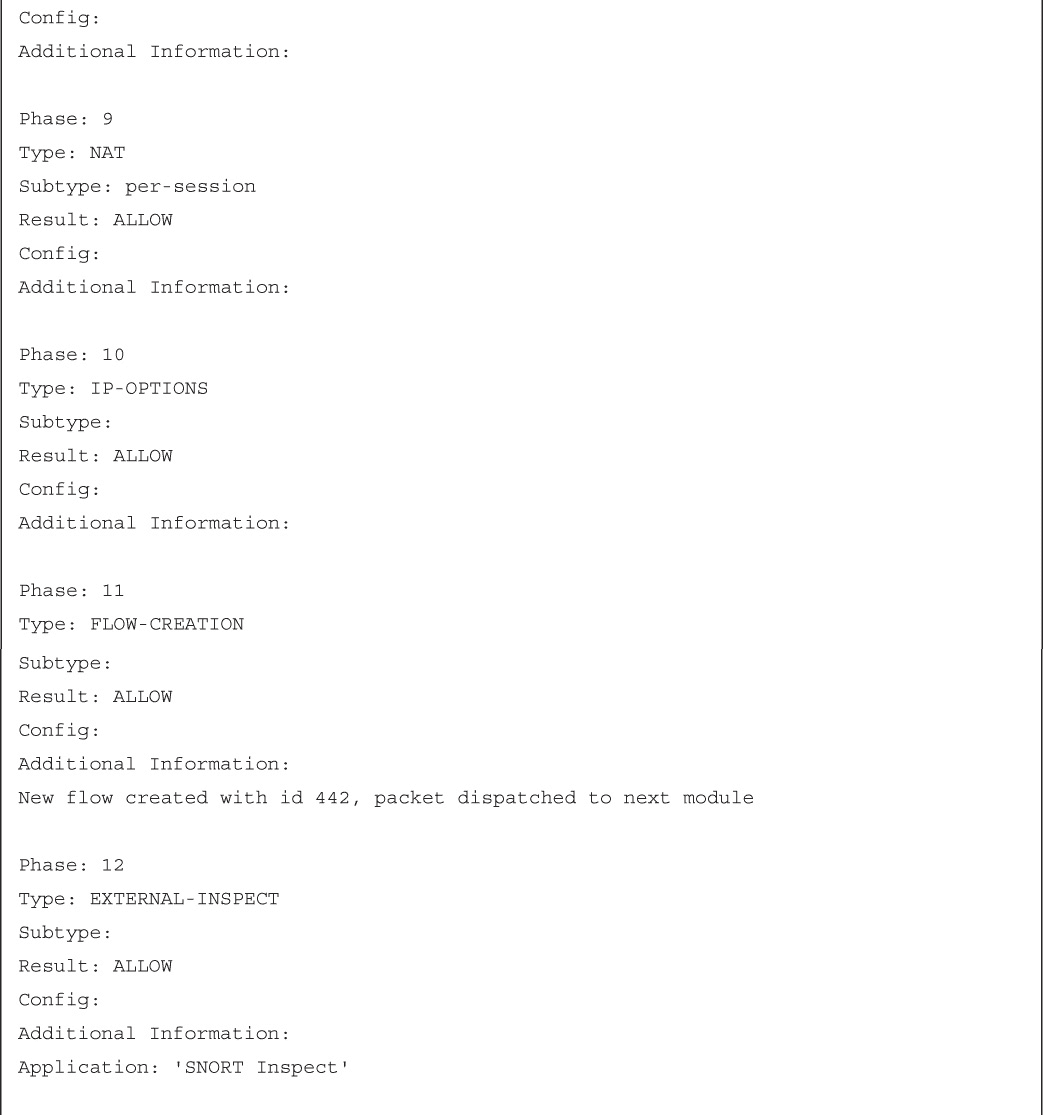 Config:
Additional Information:
Phase: 9
Type: NAT
Subtype: per-session
Result: ALLOW
Config:
Additional Information:
Phase: 10
Type: IP-OPTIONS
Subtype:
Result: ALLOW
Config:
Additional Information:
Phase: 11
Type: FLOW-CREATION
Subtype:
Result: ALLOW
Config:
Additional Information:
New flow created with id 442, packet dispatched to next module
Phase: 12
Type: EXTERNAL-INSPECT
Subtype:
Result: ALLOW
Config:
Additional Information:
Application: 'SNORT Inspect'